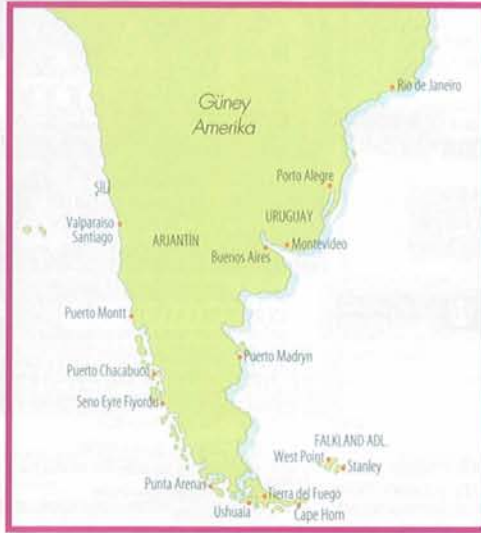 Güney
Amerika
Rio de Janeiro
Porto Alegre
ŞİLİ
URUGUAY
Valparaiso
Santiago
ARJANTİN
Montevideo
Buenos Aires
Puerto Montt
Puerto Madryn
Puerto Chacabuco
Seno Eyre Fiyordu
FALKLAND ADL.
West Point
Stanley
Punta Arenas
Tierra del Fuego
Ushuaia
Cape Horn